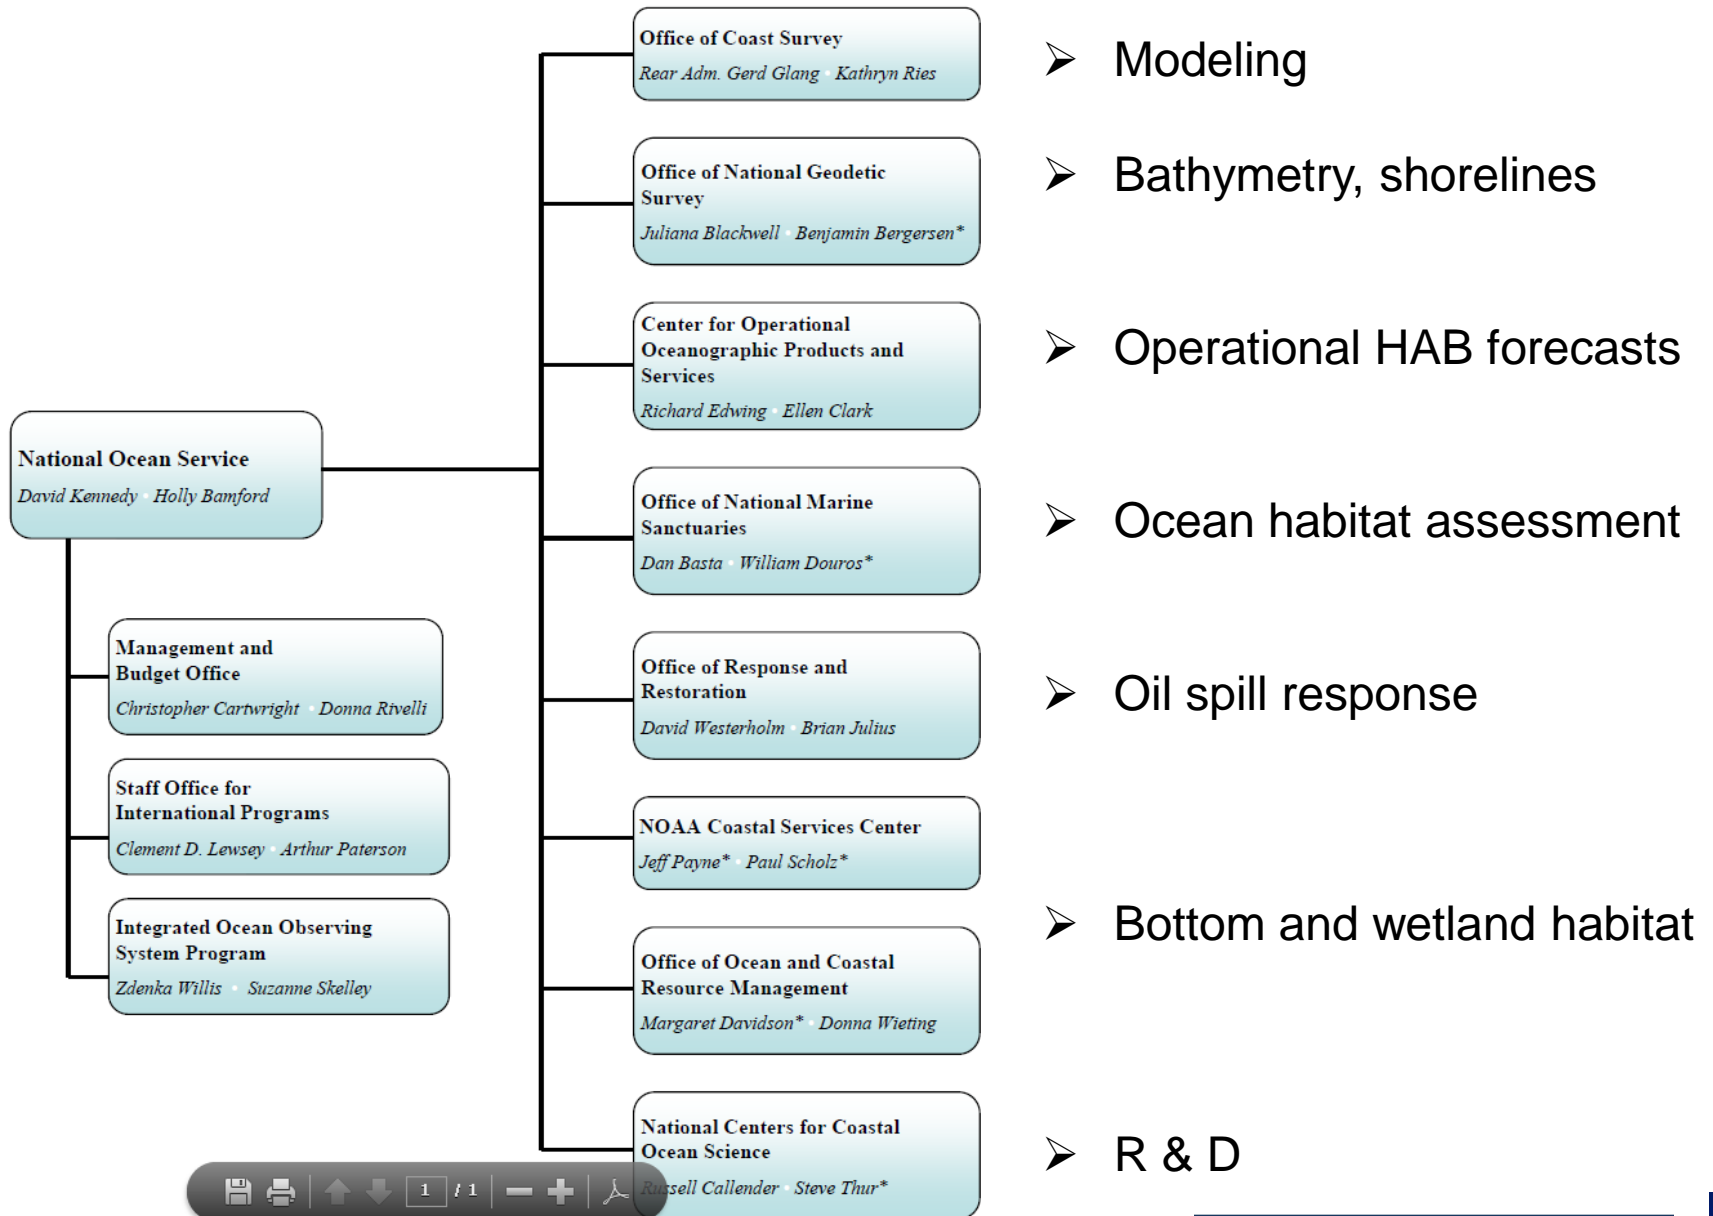 Office of Coast Survey
Rear Adm. Gerd Glang • Kathryn Ries
➢ Modeling
Office of National Geodetic
Survey
Juliana Blackwell • Benjamin Bergersen*
➢ Bathymetry, shorelines
Center for Operational
Oceanographic Products and
Services
Richard Edwing • Ellen Clark
➢ Operational HAB forecasts
National Ocean Service
David Kennedy • Holly Bamford
Office of National Marine
Sanctuaries
Dan Basta • William Douros*
➢ Ocean habitat assessment
Management and
Budget Office
Christopher Cartwright • Donna Rivelli
Office of Response and
Restoration
David Westerholm • Brian Julius
➢ Oil spill response
Staff Office for
International Programs
Clement D. Lewsey • Arthur Paterson
NOAA Coastal Services Center
Jeff Payne* • Paul Scholz*
➢ Bottom and wetland habitat
Integrated Ocean Observing
System Program
Zdenka Willis • Suzanne Skelley
Office of Ocean and Coastal
Resource Management
Margaret Davidson* • Donna Wieting
National Centers for Coastal
Ocean Science
Russell Callender • Steve Thur*
➢ R & D
1 / 1